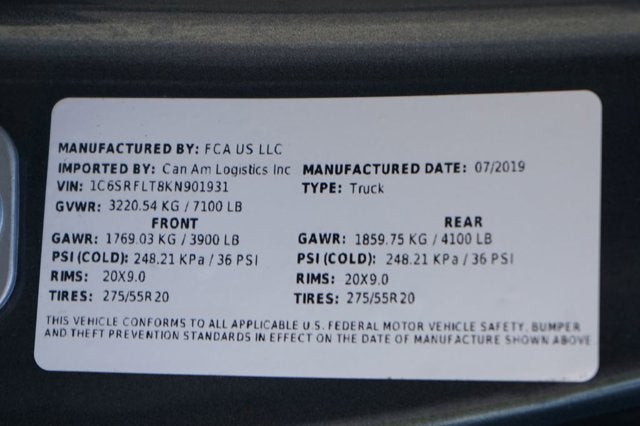 MANUFACTURED BY: FCA US LLC
IMPORTED BY: Can Am Logistics Inc MANUFACTURED DATE: 07/2019
VIN: 1C6SRFLT8KN901931 TYPE: Truck
GVWR: 3220.54 KG / 7100 LB
FRONT REAR
GAWR: 1769.03 KG / 3900 LB GAWR: 1859.75 KG / 4100 LB
PSI (COLD): 248.21 KPa / 36 PSI PSI (COLD): 248.21 KPa / 36 PSI
RIMS: 20X9.0 RIMS: 20X9.0
TIRES: 275/55R20 TIRES: 275/55R20
THIS VEHICLE CONFORMS TO ALL APPLICABLE U.S. FEDERAL MOTOR VEHICLE SAFETY, BUMPER
AND THEFT PREVENTION STANDARDS IN EFFECT ON THE DATE OF MANUFACTURE SHOWN ABOVE